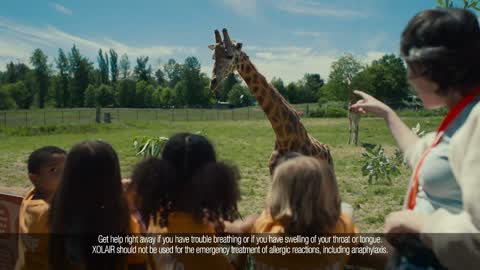 Get help right away if you have trouble breathing or if you have swelling of your throat or tongue.
XOLAIR should not be used for the emergency treatment of allergic reactions, including anaphylaxis.